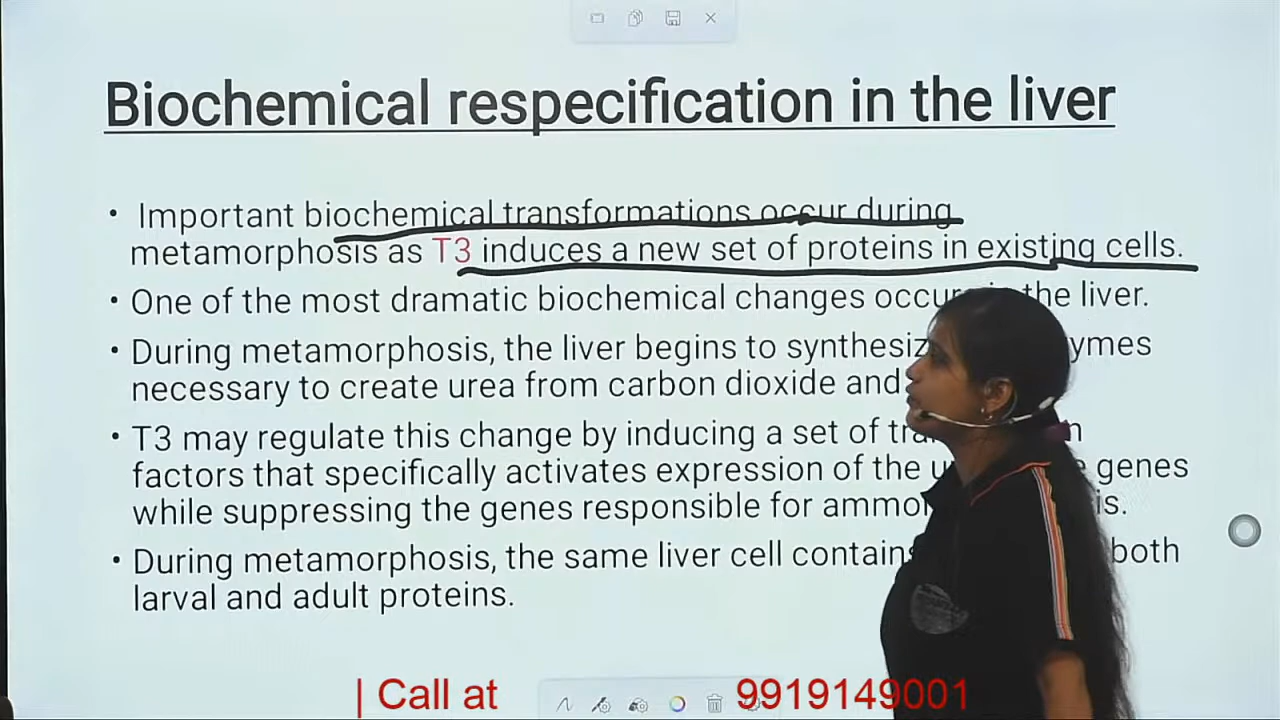 Biochemical respecification in the liver
• Important biochemical transformations occur during
metamorphosis as T3 induces a new set of proteins in existing cells.
• One of the most dramatic biochemical changes occurs in the liver.
• During metamorphosis, the liver begins to synthesiz ymes
necessary to create urea from carbon dioxide and
• T3 may regulate this change by inducing a set of
factors that specifically activates expression of the genes
while suppressing the genes responsible for
• During metamorphosis, the same liver cell contains both
larval and adult proteins.
| Call at 9919149001